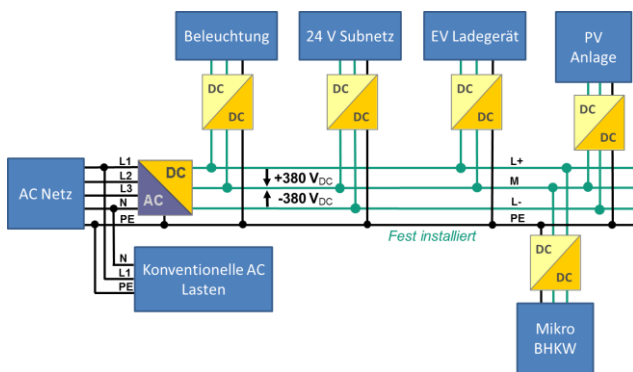 Beleuchtung
24 V Subnetz
EV Ladegerät
PV
Anlage
DC
DC
DC
DC
DC
DC
DC
DC
AC Netz
L1
L2
L3
N
PE
DC
AC
+380 VDC
-380 VDC
L+
M
L-
PE
Fest installiert
N
L1
PE
Konventionelle AC
Lasten
DC
DC
Mikro
BHKW